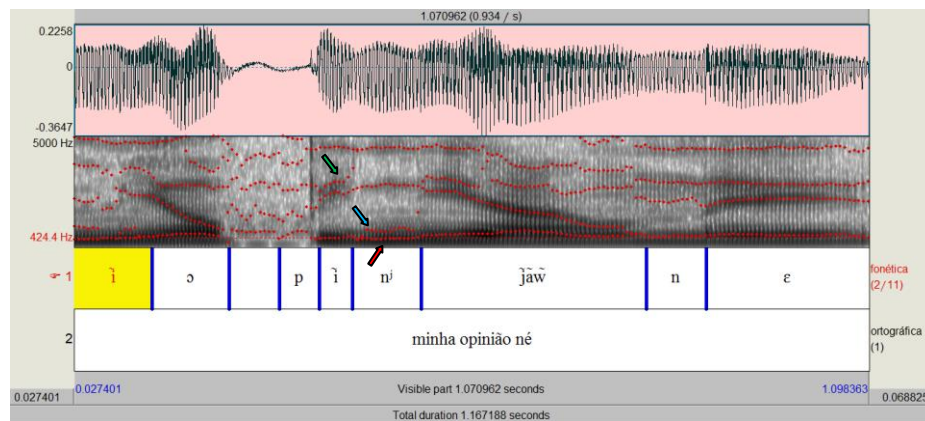 1.070962 (0.934 / s)
0.2258
0
-0.3647
5000 Hz
424.4 Hz
☞ 1 ȷ̃̀ ɔ p ı̃̀ nʲ j̃ãw̃ n ɛ fonética (2/11)
2 minha opinião né ortográfica (1)
0.027401 Visible part 1.070962 seconds 1.098363
0.027401 0.068825
Total duration 1.167188 seconds